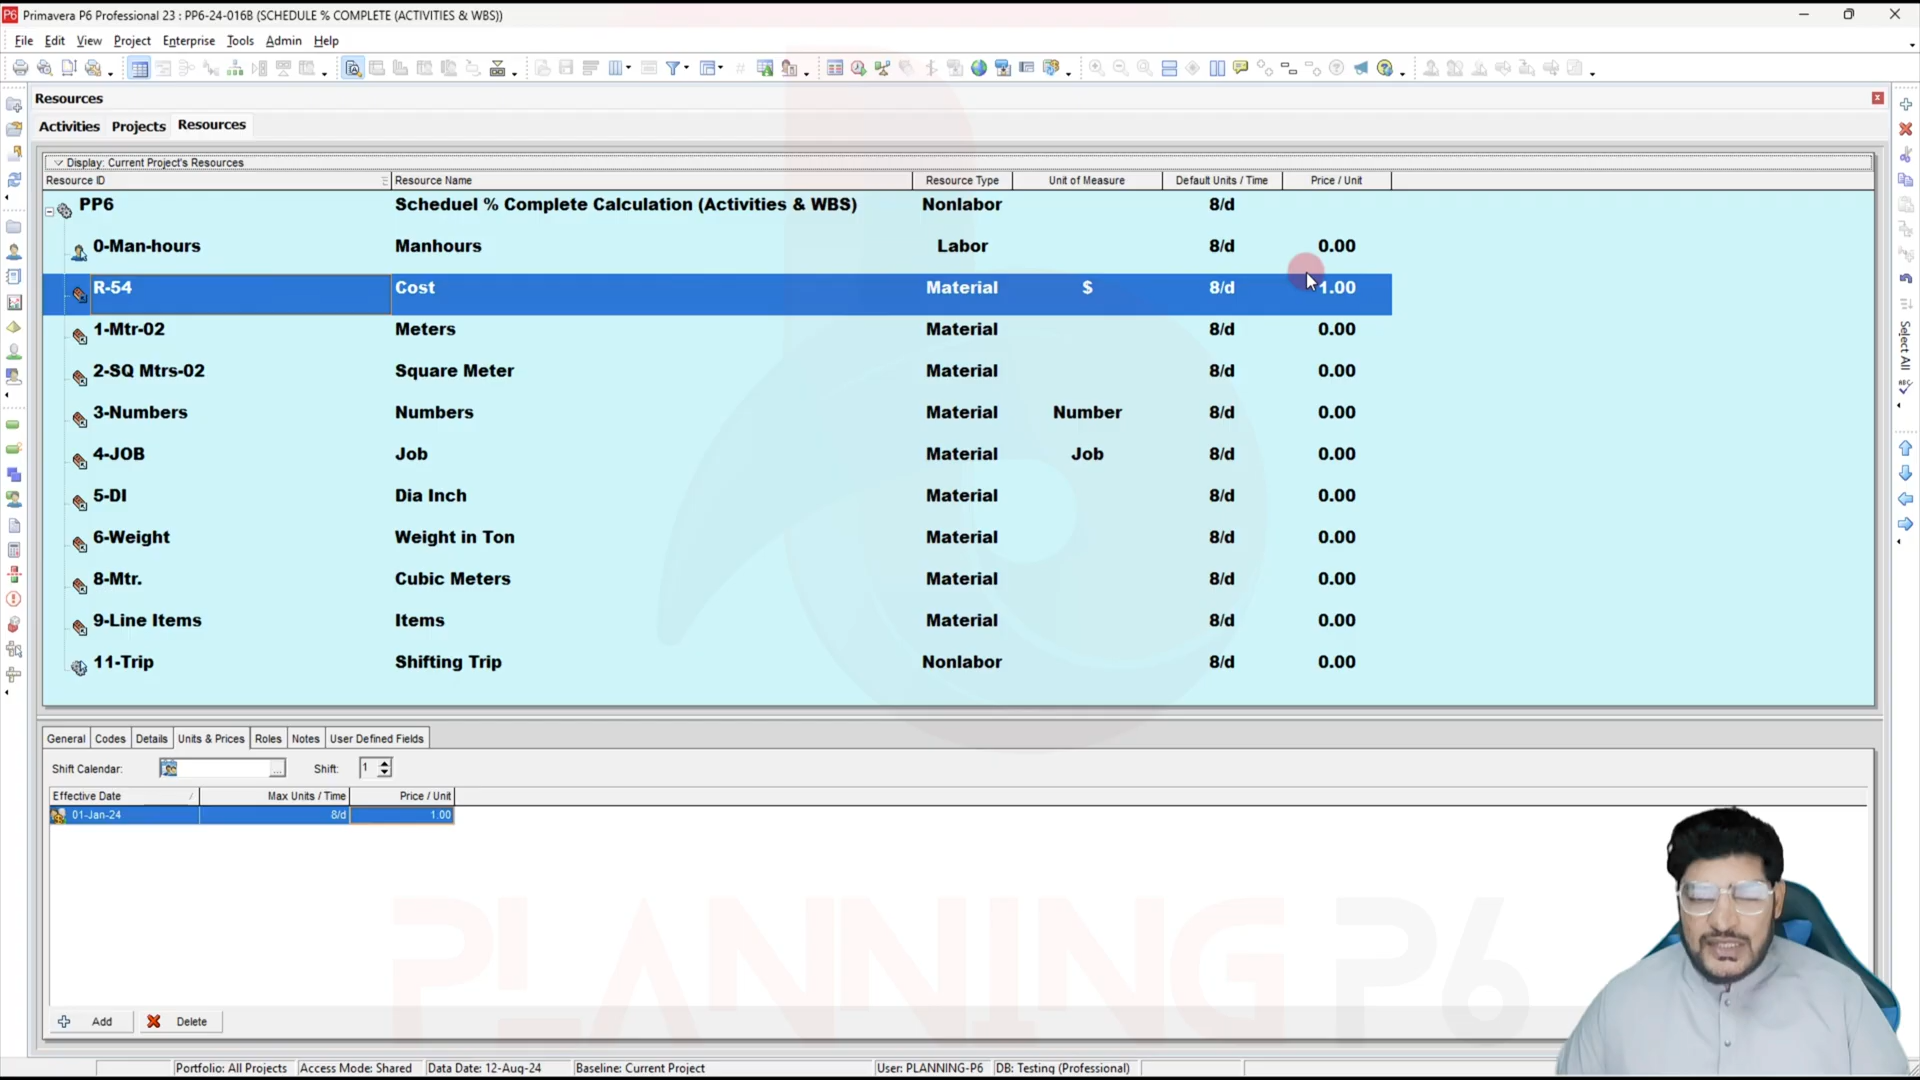 Primavera P6 Professional 23 : PP6-24-016B (SCHEDULE % COMPLETE (ACTIVITIES & WBS))
File Edit View Project Enterprise Tools Admin Help
Resources
Activities Projects Resources
Display: Current Project's Resources
Resource ID Resource Name Resource Type Unit of Measure Default Units / Time Price / Unit
PP6 Scheduel % Complete Calculation (Activities & WBS) Nonlabor 8/d
0-Man-hours Manhours Labor 8/d 0.00
R-54 Cost Material $ 8/d 1.00
1-Mtr-02 Meters Material 8/d 0.00
2-SQ Mtrs-02 Square Meter Material 8/d 0.00
3-Numbers Numbers Material Number 8/d 0.00
4-JOB Job Material Job 8/d 0.00
5-DI Dia Inch Material 8/d 0.00
6-Weight Weight in Ton Material 8/d 0.00
8-Mtr. Cubic Meters Material 8/d 0.00
9-Line Items Items Material 8/d 0.00
11-Trip Shifting Trip Nonlabor 8/d 0.00
Select All
General Codes Details Units & Prices Roles Notes User Defined Fields
Shift Calendar: Shift: 1
Effective Date Max Units / Time Price / Unit
01-Jan-24 8/d 1.00
PLANNING P6
Add Delete
Portfolio: All Projects Access Mode: Shared Data Date: 12-Aug-24 Baseline: Current Project User: PLANNING-P6 DB: Testing (Professional)